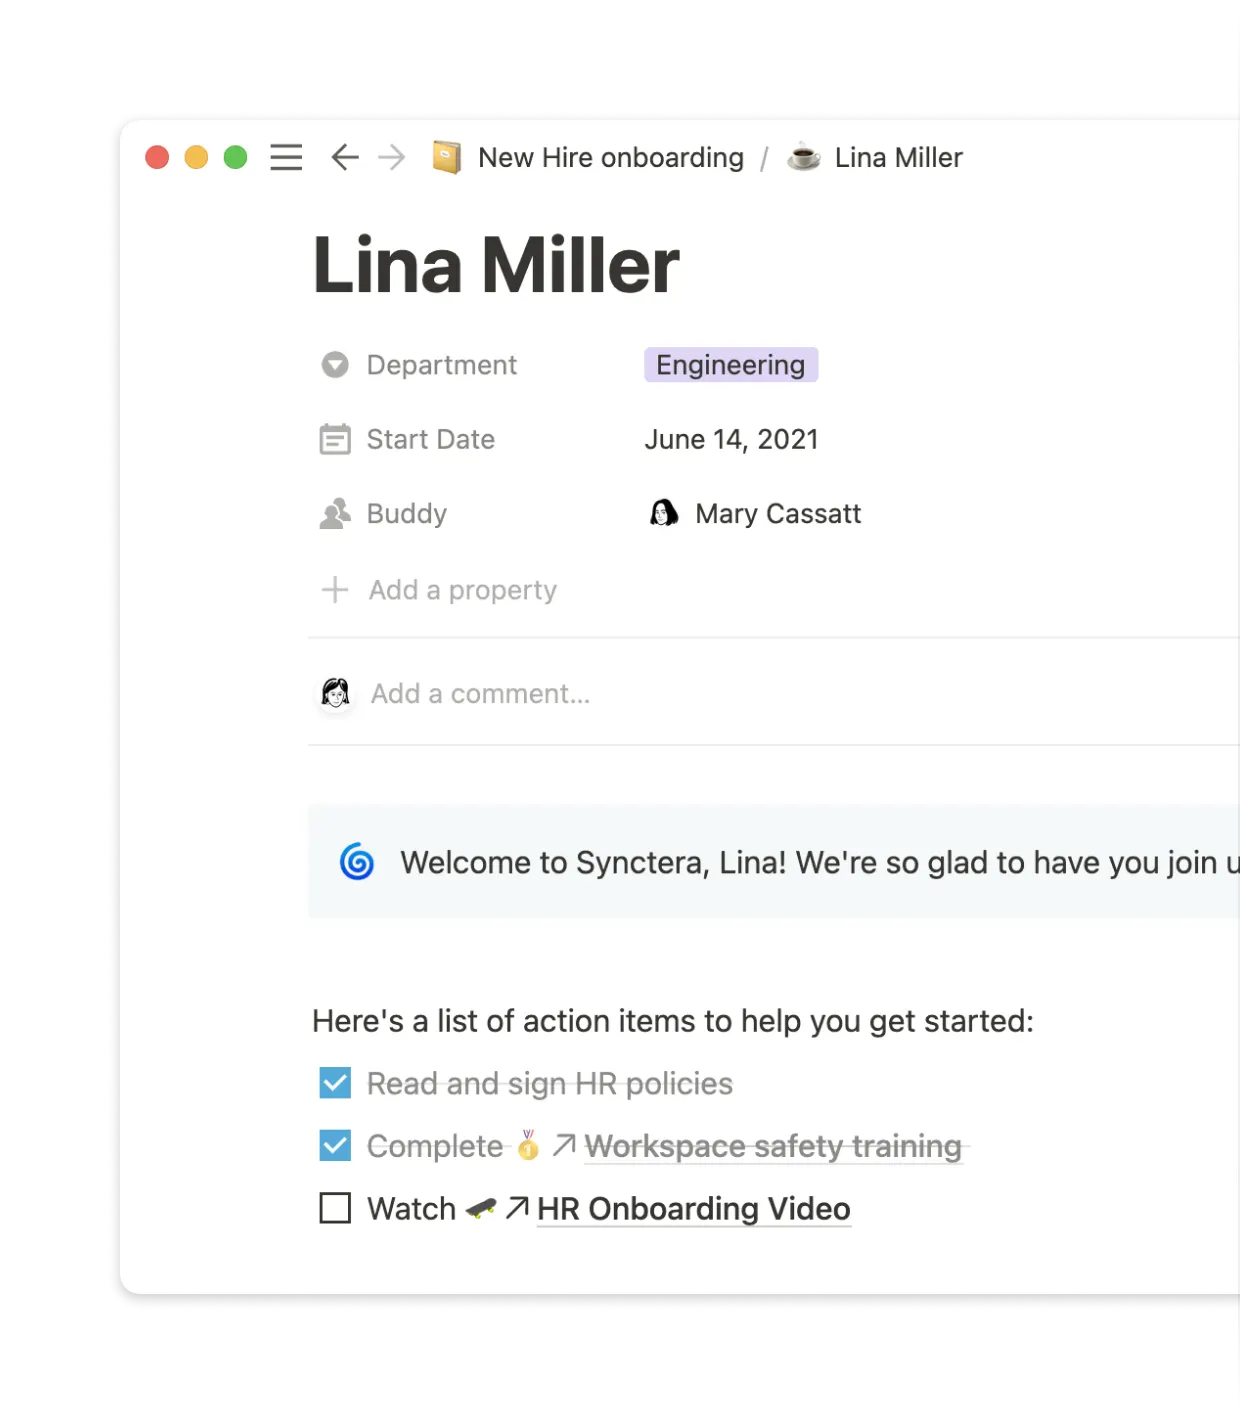 New Hire onboarding / Lina Miller
Lina Miller
Department Engineering
Start Date June 14, 2021
Buddy Mary Cassatt
Add a property
Add a comment...
Welcome to Synctera, Lina! We're so glad to have you join
Here's a list of action items to help you get started:
Read and sign HR policies
Complete Workspace safety training
Watch HR Onboarding Video